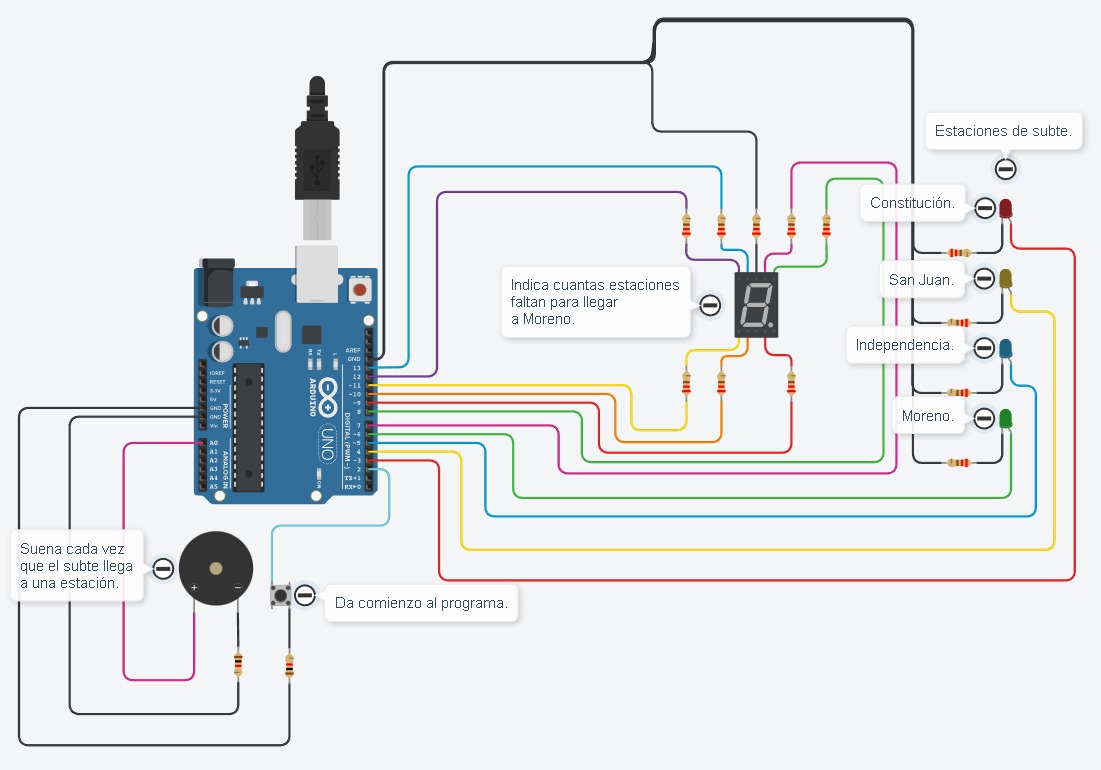 Estaciones de subte.
Constitución.
San Juan.
Independencia.
Moreno.
Indica cuantas estaciones
faltan para llegar
a Moreno.
AREF
GND
13
12
~11
~10
~9
8
7
~6
~5
4
~3
2
TX→1
RX←0
DIGITAL (PWM~)
TX
RX
L
ARDUINO
UNO
ON
IOREF
RESET
3.3V
5V
GND
GND
Vin
POWER
A0
A1
A2
A3
A4
A5
ANALOG IN
Suena cada vez
que el subte llega
a una estación.
+
−
Da comienzo al programa.